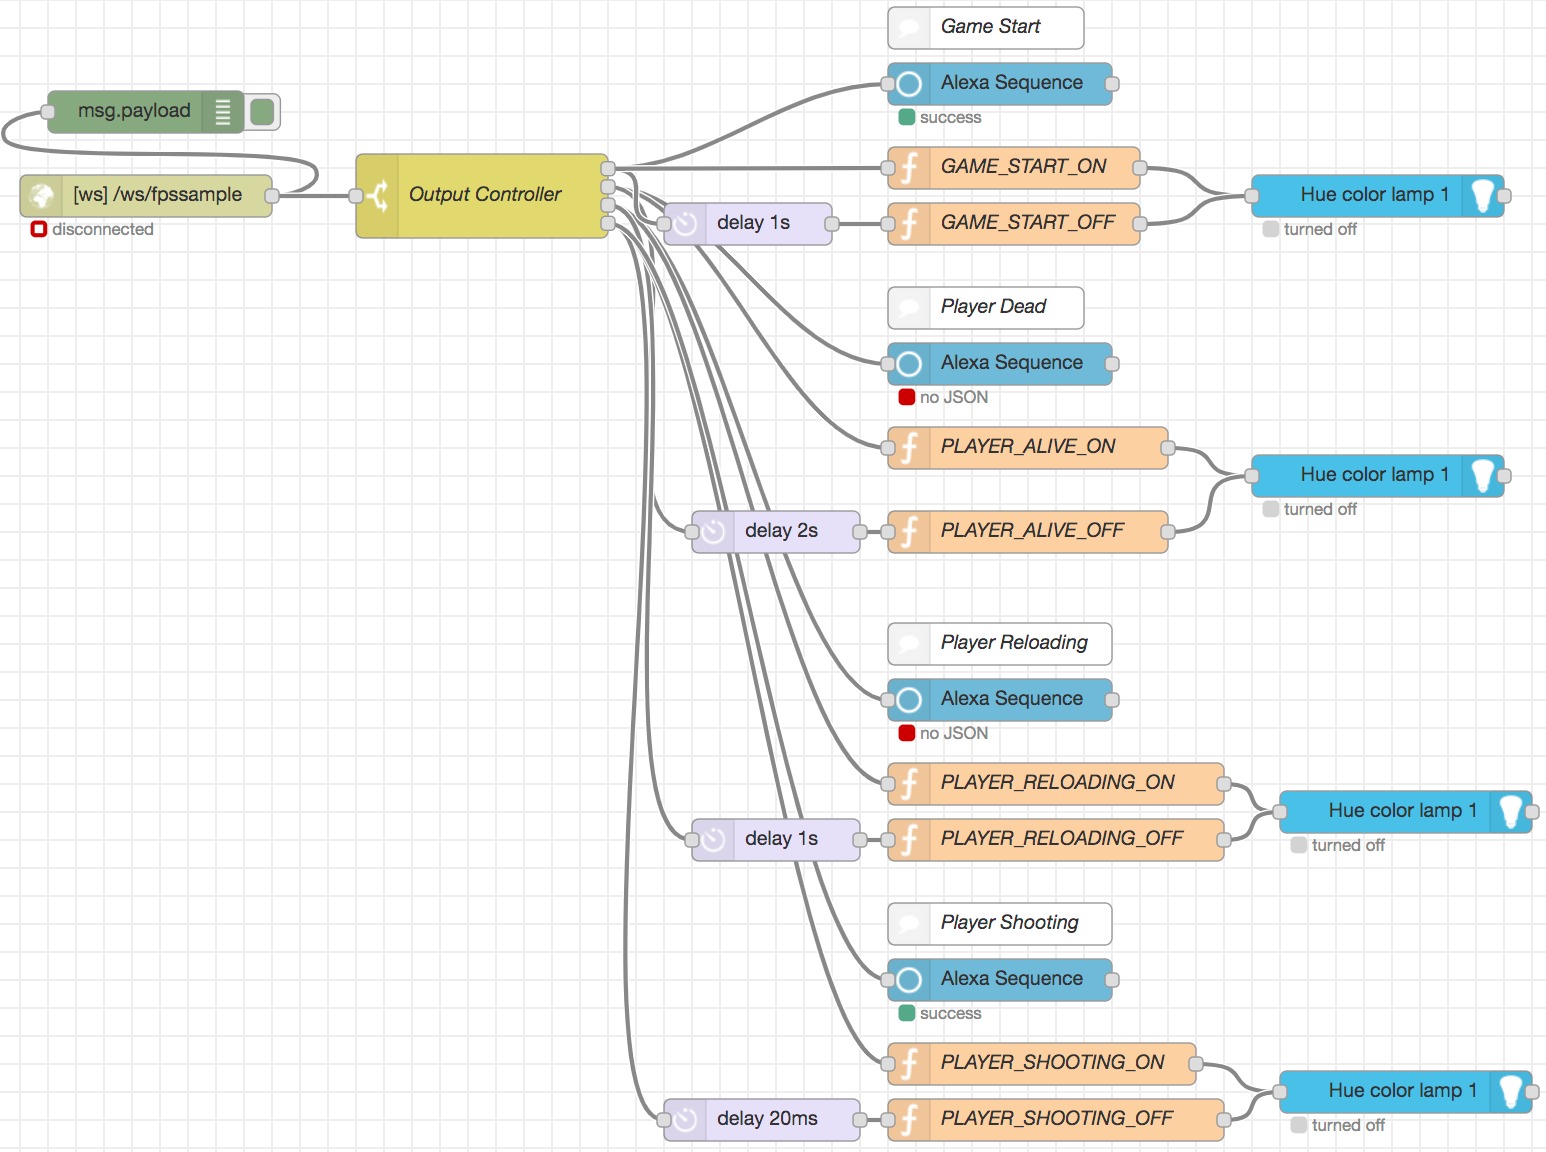 Game Start
Alexa Sequence
success
msg.payload
GAME_START_ON
[ws] /ws/fpssample
Output Controller
Hue color lamp 1
disconnected
delay 1s
GAME_START_OFF
turned off
Player Dead
Alexa Sequence
no JSON
PLAYER_ALIVE_ON
Hue color lamp 1
turned off
delay 2s
PLAYER_ALIVE_OFF
Player Reloading
Alexa Sequence
no JSON
PLAYER_RELOADING_ON
Hue color lamp 1
delay 1s
PLAYER_RELOADING_OFF
turned off
Player Shooting
Alexa Sequence
success
PLAYER_SHOOTING_ON
Hue color lamp 1
delay 20ms
PLAYER_SHOOTING_OFF
turned off